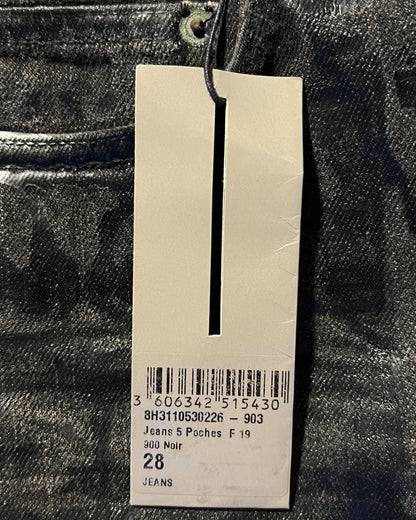 3 606342 515430
8H3110530226 - 903
Jeans 5 Poches F 19
900 Noir
28
JEANS